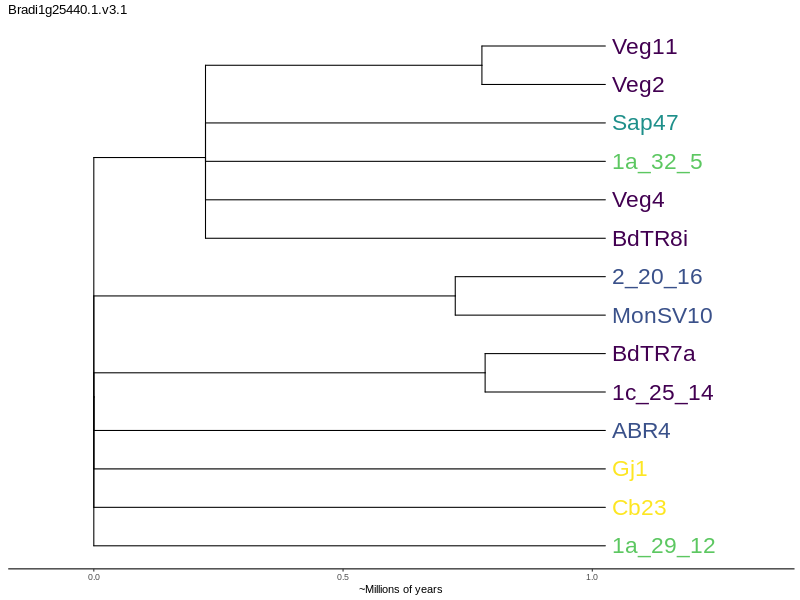 Bradi1g25440.1.v3.1
Veg11
Veg2
Sap47
1a_32_5
Veg4
BdTR8i
2_20_16
MonSV10
BdTR7a
1c_25_14
ABR4
Gj1
Cb23
1a_29_12
0.0 0.5 1.0
~Millions of years